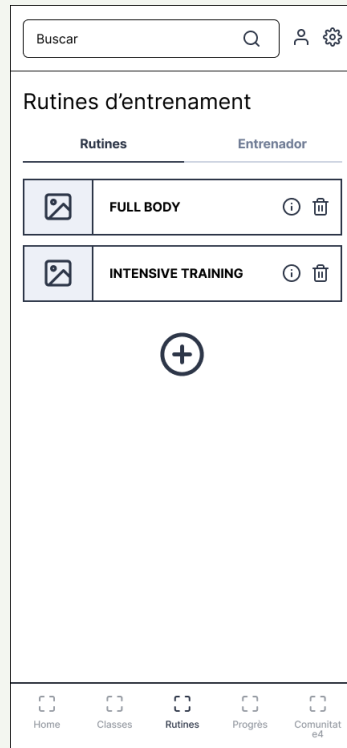 Buscar
Rutines d’entrenament
Rutines Entrenador
FULL BODY
INTENSIVE TRAINING
Home Classes Rutines Progrès Comunitat
e4